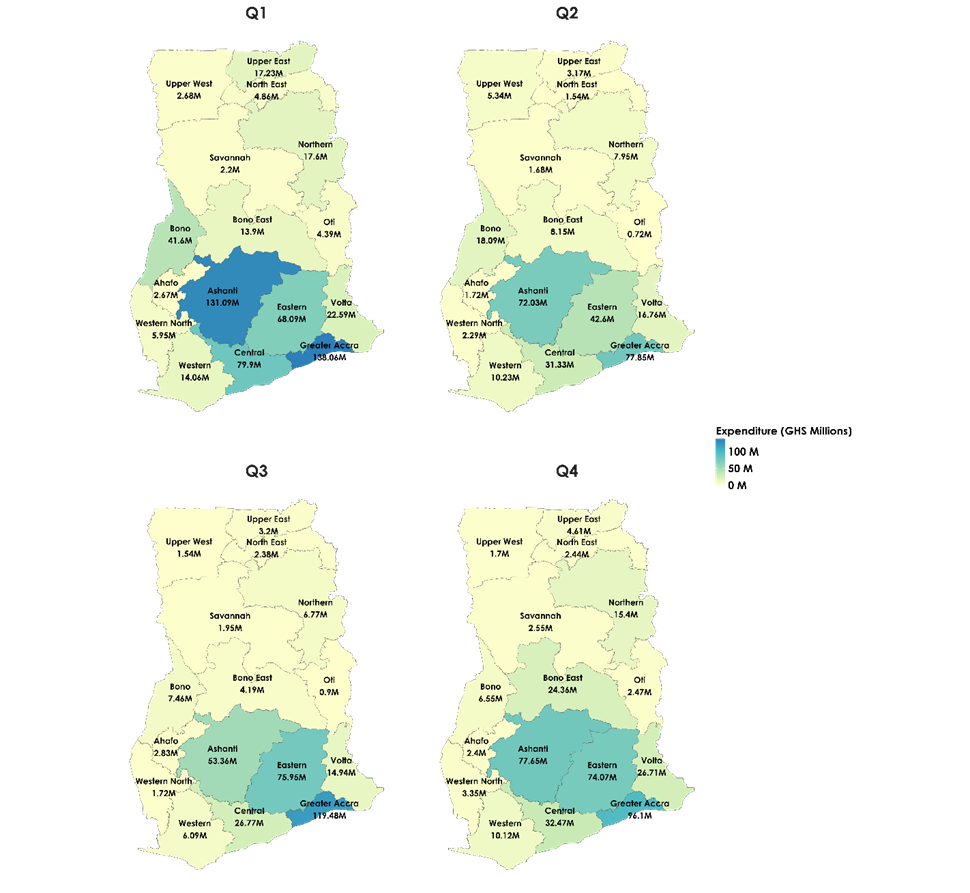 Q1
Q2
Upper East
17.23M
Upper West
2.68M
North East
4.86M
Northern
17.6M
Savannah
2.2M
Bono
41.6M
Bono East
13.9M
Oti
4.39M
Ahafo
2.67M
Ashanti
131.09M
Eastern
68.09M
Volta
22.59M
Western North
5.95M
Greater Accra
138.06M
Central
79.9M
Western
14.06M
Upper East
3.17M
Upper West
5.34M
North East
1.54M
Northern
7.95M
Savannah
1.68M
Bono
18.09M
Bono East
8.15M
Oti
0.72M
Ahafo
1.72M
Ashanti
72.03M
Eastern
42.6M
Volta
16.76M
Western North
2.29M
Greater Accra
77.85M
Central
31.33M
Western
10.23M
Expenditure (GHS Millions)
100 M
50 M
0 M
Q3
Q4
Upper East
3.2M
Upper West
1.54M
North East
2.38M
Northern
6.77M
Savannah
1.95M
Bono
7.46M
Bono East
4.19M
Oti
0.9M
Ahafo
2.83M
Ashanti
53.36M
Eastern
75.95M
Volta
14.94M
Western North
1.72M
Greater Accra
119.48M
Central
26.77M
Western
6.09M
Upper East
4.61M
Upper West
1.7M
North East
2.44M
Northern
15.4M
Savannah
2.55M
Bono
6.55M
Bono East
24.36M
Oti
2.47M
Ahafo
2.4M
Ashanti
77.65M
Eastern
74.07M
Volta
26.71M
Western North
3.35M
Greater Accra
96.1M
Central
32.47M
Western
10.12M